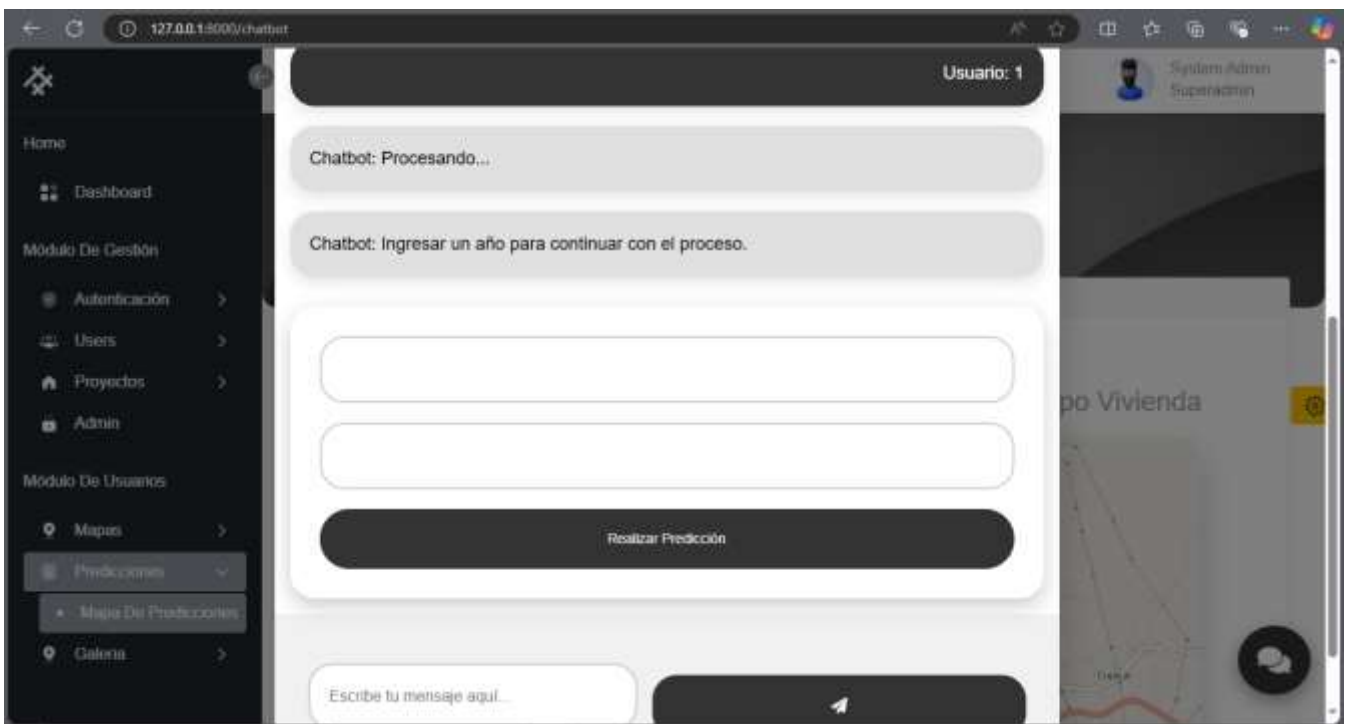 127.0.0.1:8000/chatbot
System Admin
Superadmin
Usuario: 1
Home
Chatbot: Procesando...
Dashboard
Chatbot: Ingresar un año para continuar con el proceso.
Módulo De Gestión
Autenticación
Users
Proyectos
po Vivienda
Admin
Módulo De Usuarios
Mapas
Realizar Predicción
Predicciones
Mapa De Predicciones
Galeria
Escribe tu mensaje aquí...